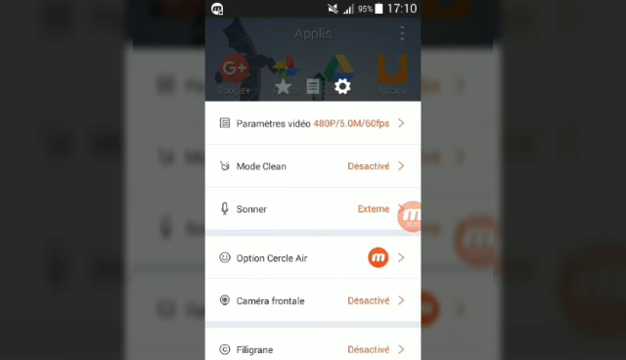 95% 17:10
Applis
Google+
Aptoide
Paramètres vidéo 480P/5.0M/60fps
Mode Clean Désactivé
Sonner Externe
Option Cercle Air
Caméra frontale Désactivé
Filigrane Désactivé